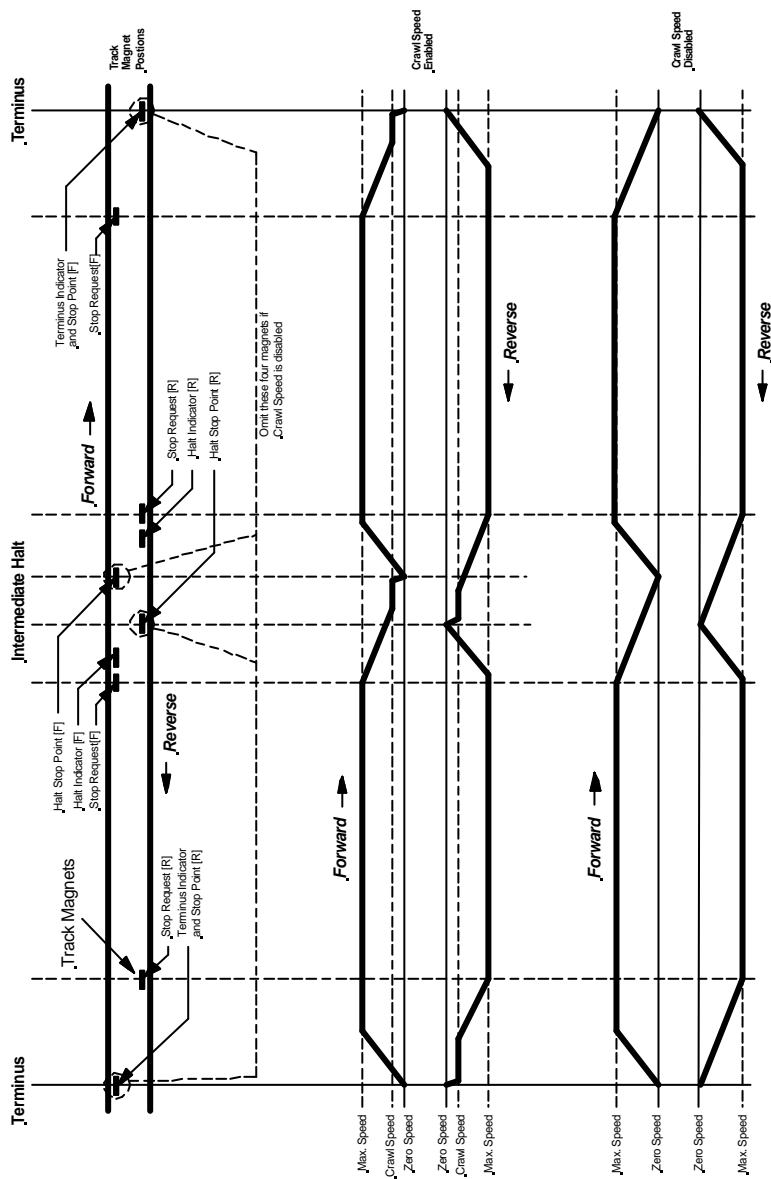 Terminus
Intermediate Halt
Terminus
Track
Magnet
Postions
Track Magnets
Stop Request [R]
Terminus Indicator
and Stop Point [R]
Halt Stop Point [F]
Halt Indicator [F]
Stop Request[F]
Reverse
Forward
Stop Request [R]
Halt Indicator [R]
Halt Stop Point [R]
Terminus Indicator
and Stop Point [F]
Stop Request[F]
Omit these four magnets if
Crawl Speed is disabled
Max. Speed
Crawl Speed
Zero Speed
Forward
Crawl Speed
Enabled
Zero Speed
Crawl Speed
Max. Speed
Reverse
Max. Speed
Zero Speed
Forward
Crawl Speed
Disabled
Zero Speed
Max. Speed
Reverse